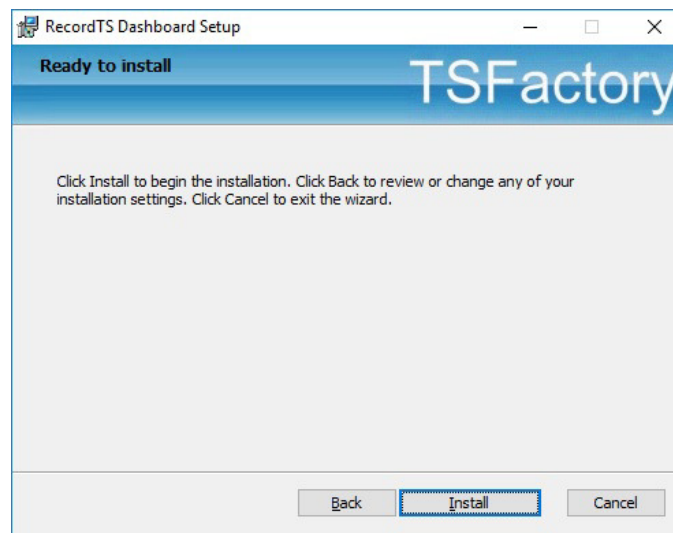 RecordTS Dashboard Setup
Ready to install
TSFactory
Click Install to begin the installation. Click Back to review or change any of your
installation settings. Click Cancel to exit the wizard.
Back Install Cancel